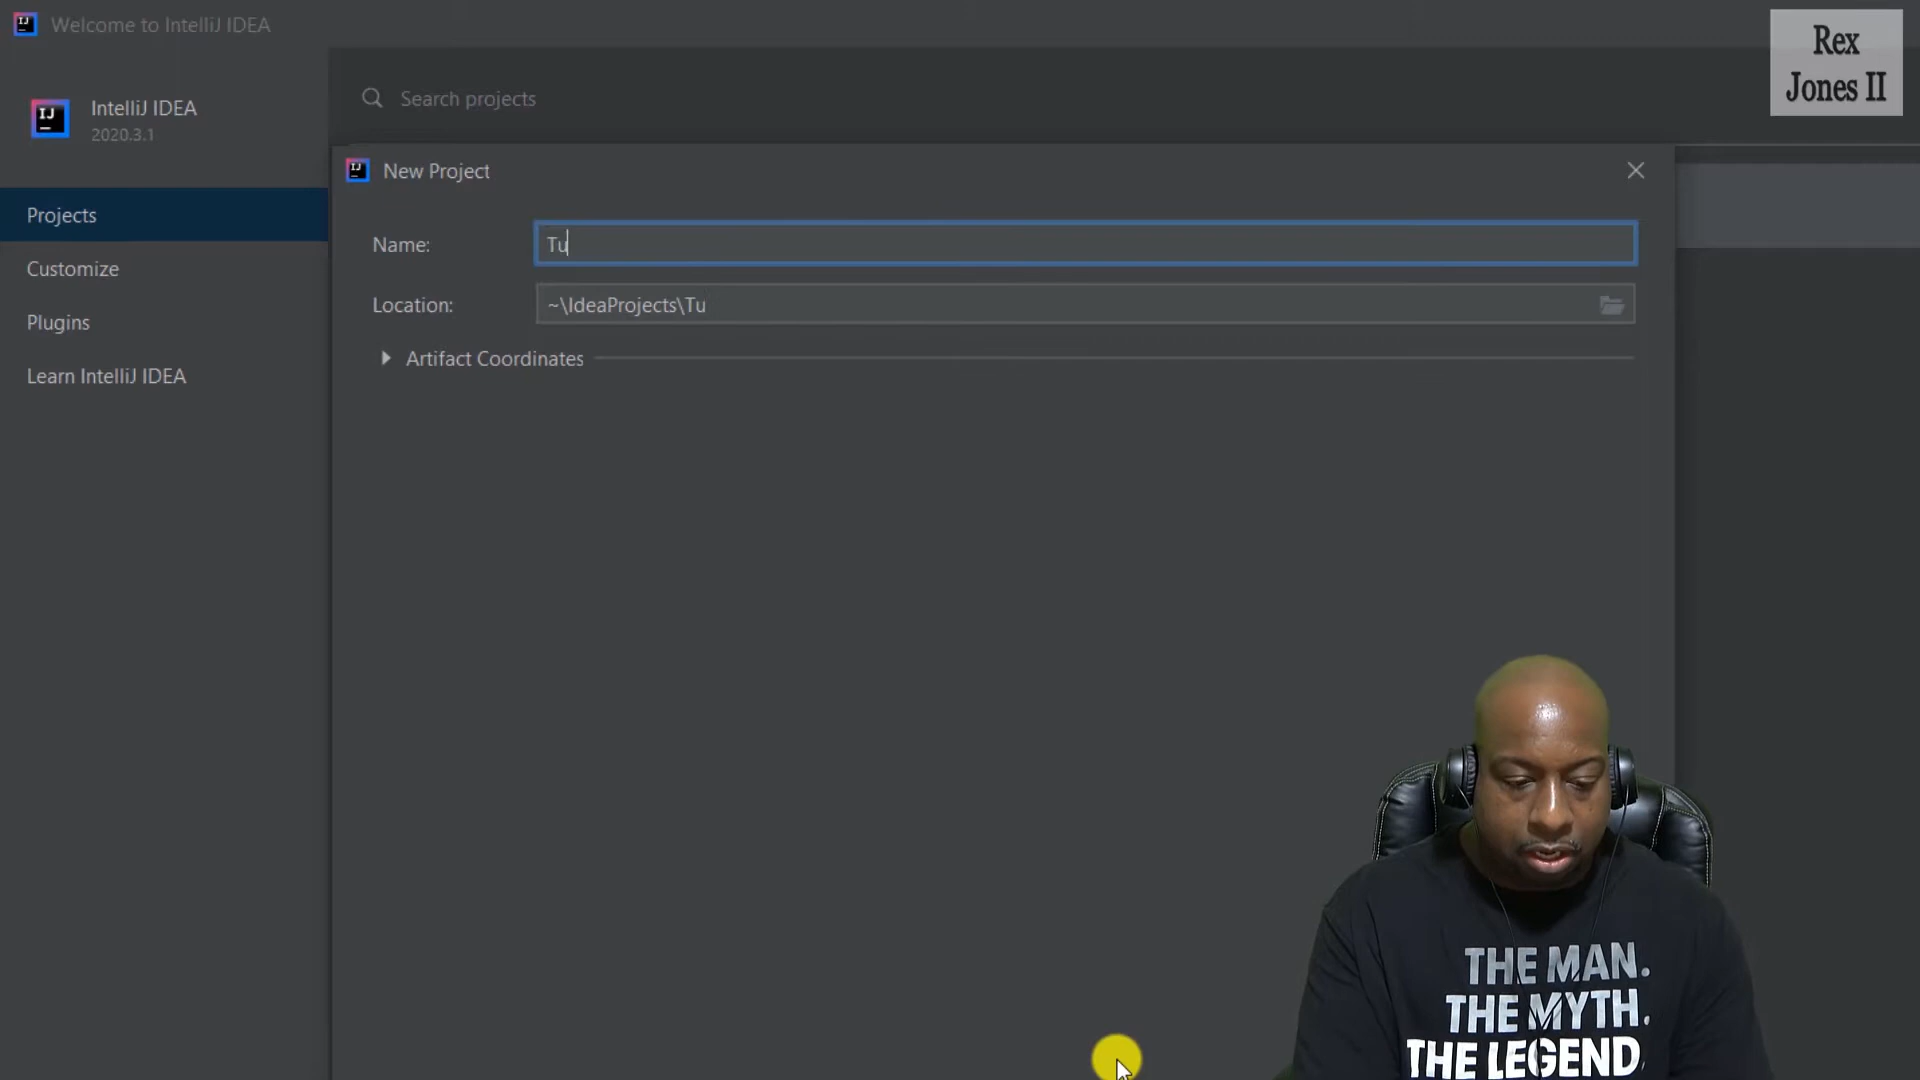 Welcome to IntelliJ IDEA
Rex
Jones II
IntelliJ IDEA
2020.3.1
Search projects
New Project
Projects
Customize
Plugins
Learn IntelliJ IDEA
Name:
Tu
Location:
~\IdeaProjects\Tu
Artifact Coordinates
THE MAN.
THE MYTH.
THE LEGEND.